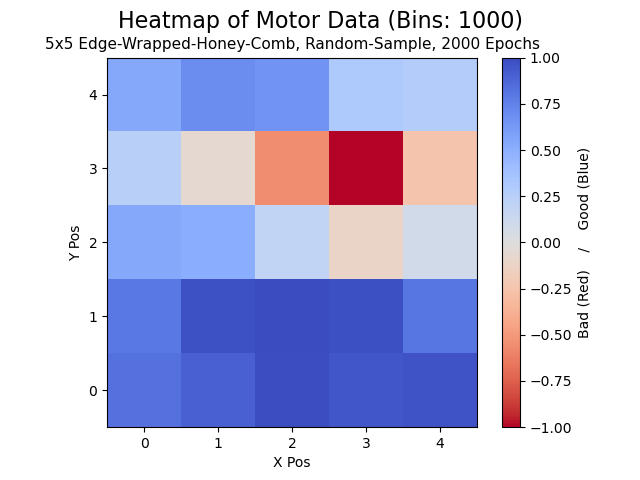 Heatmap of Motor Data (Bins: 1000)
5x5 Edge-Wrapped-Honey-Comb, Random-Sample, 2000 Epochs
4
3
2
1
0
Y Pos
0 1 2 3 4
X Pos
1.00
0.75
0.50
0.25
0.00
−0.25
−0.50
−0.75
−1.00
Bad (Red) / Good (Blue)